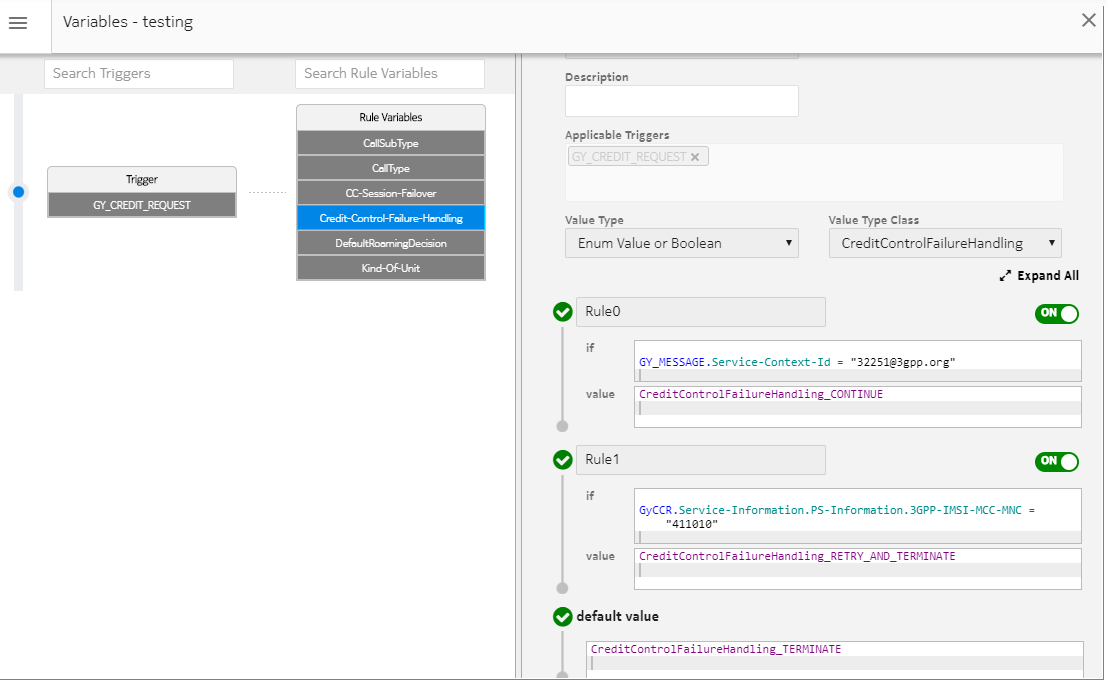 Variables - testing
Search Triggers
Search Rule Variables
Trigger
GY_CREDIT_REQUEST
Rule Variables
CallSubType
CallType
CC-Session-Failover
Credit-Control-Failure-Handling
DefaultRoamingDecision
Kind-Of-Unit
Description
Applicable Triggers
GY_CREDIT_REQUEST
Value Type
Value Type Class
Enum Value or Boolean
CreditControlFailureHandling
Expand All
Rule0
ON
if
GY_MESSAGE.Service-Context-Id = "32251@3gpp.org"
value
CreditControlFailureHandling_CONTINUE
Rule1
ON
if
GyCCR.Service-Information.PS-Information.3GPP-IMSI-MCC-MNC =
"411010"
value
CreditControlFailureHandling_RETRY_AND_TERMINATE
default value
CreditControlFailureHandling_TERMINATE